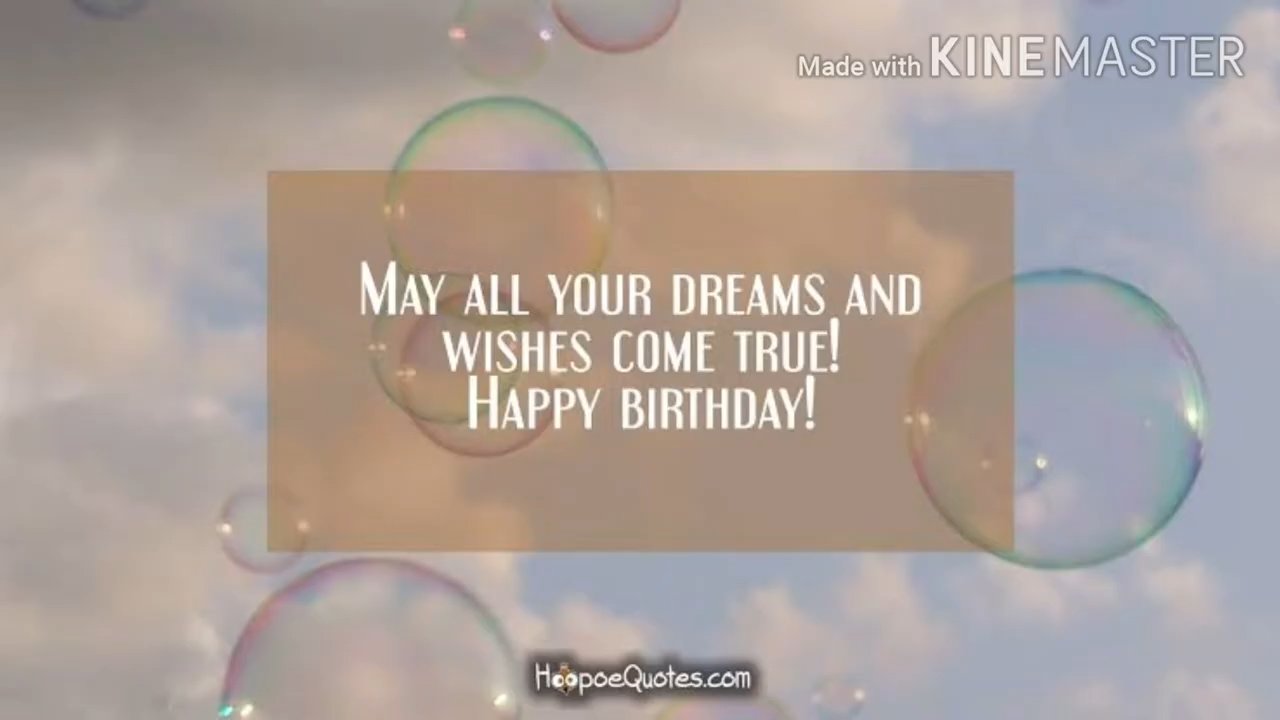 Made with KINEMASTER
May all your dreams and
wishes come true!
Happy birthday!
HoopoeQuotes.com